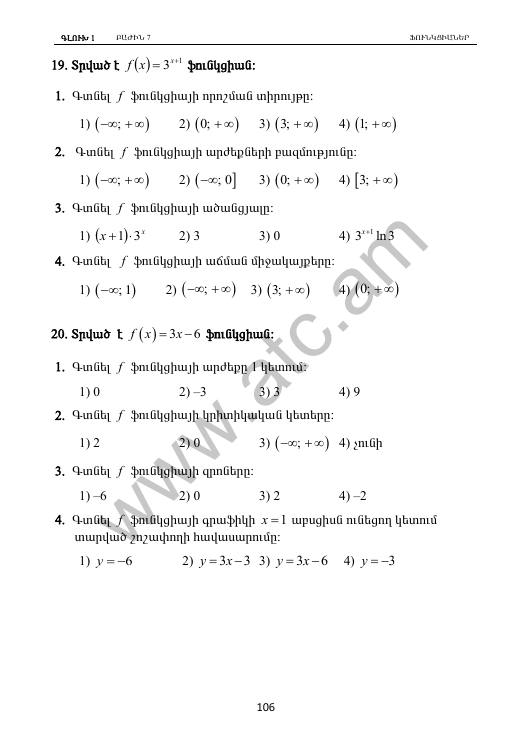 ԳԼՈՒԽ 1 ԲԱԺԻՆ 7 ՖՈՒՆԿՑԻԱՆԵՐ
19. Տրված է f(x) = 3^{x+1} ֆունկցիան:
1. Գտնել f ֆունկցիայի որոշման տիրույթը:
1) (−∞; +∞) 2) (0; +∞) 3) (3; +∞) 4) (1; +∞)
2. Գտնել f ֆունկցիայի արժեքների բազմությունը:
1) (−∞; +∞) 2) (−∞; 0] 3) (0; +∞) 4) [3; +∞)
3. Գտնել f ֆունկցիայի ածանցյալը:
1) (x+1)·3^x 2) 3 3) 0 4) 3^{x+1} ln3
4. Գտնել f ֆունկցիայի աճման միջակայքերը:
1) (−∞; 1) 2) (−∞; +∞) 3) (3; +∞) 4) (0; +∞)
20. Տրված է f(x) = 3x − 6 ֆունկցիան:
1. Գտնել f ֆունկցիայի արժեքը 1 կետում:
1) 0 2) –3 3) 3 4) 9
2. Գտնել f ֆունկցիայի կրիտիկական կետերը:
1) 2 2) 0 3) (−∞; +∞) 4) չունի
3. Գտնել f ֆունկցիայի զրոները:
1) –6 2) 0 3) 2 4) –2
4. Գտնել f ֆունկցիայի գրաֆիկի x = 1 աբսցիսն ունեցող կետում
տարված շոշափողի հավասարումը:
1) y = −6 2) y = 3x − 3 3) y = 3x − 6 4) y = −3
www.atc.am
106